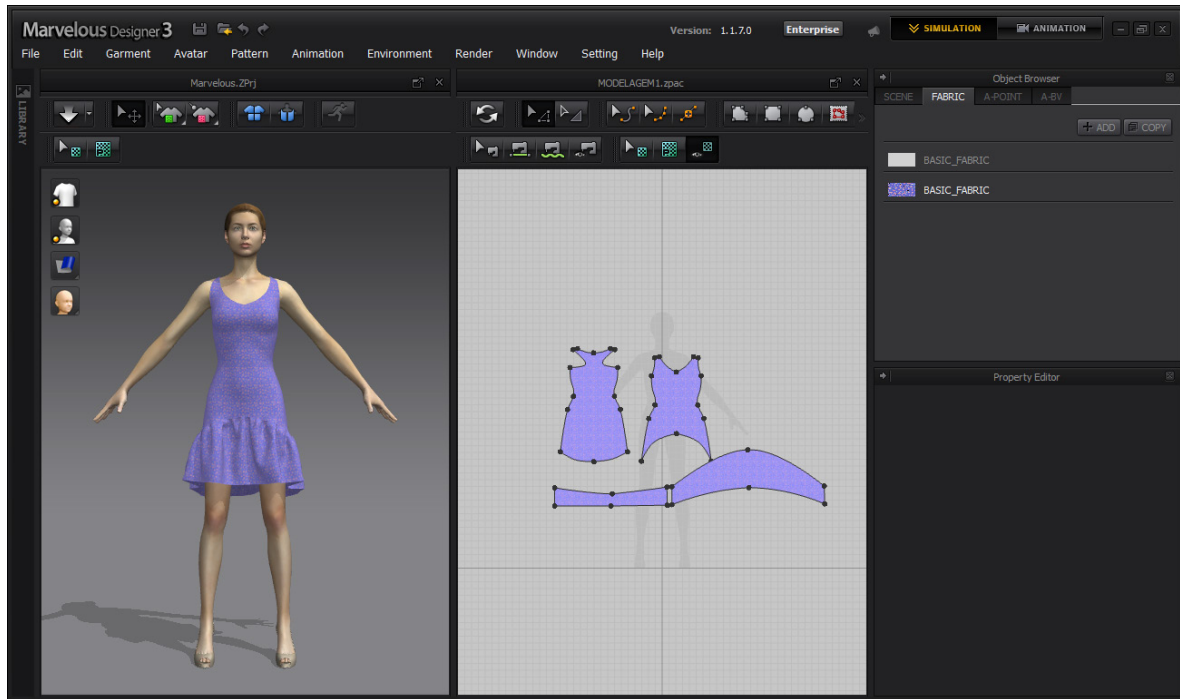 Marvelous Designer 3
Version: 1.1.7.0 Enterprise
SIMULATION ANIMATION
File Edit Garment Avatar Pattern Animation Environment Render Window Setting Help
LIBRARY
Marvelous.ZPrj
MODELAGEM1.zpac
Object Browser
SCENE FABRIC A-POINT A-BV
ADD COPY
BASIC_FABRIC
BASIC_FABRIC
Property Editor